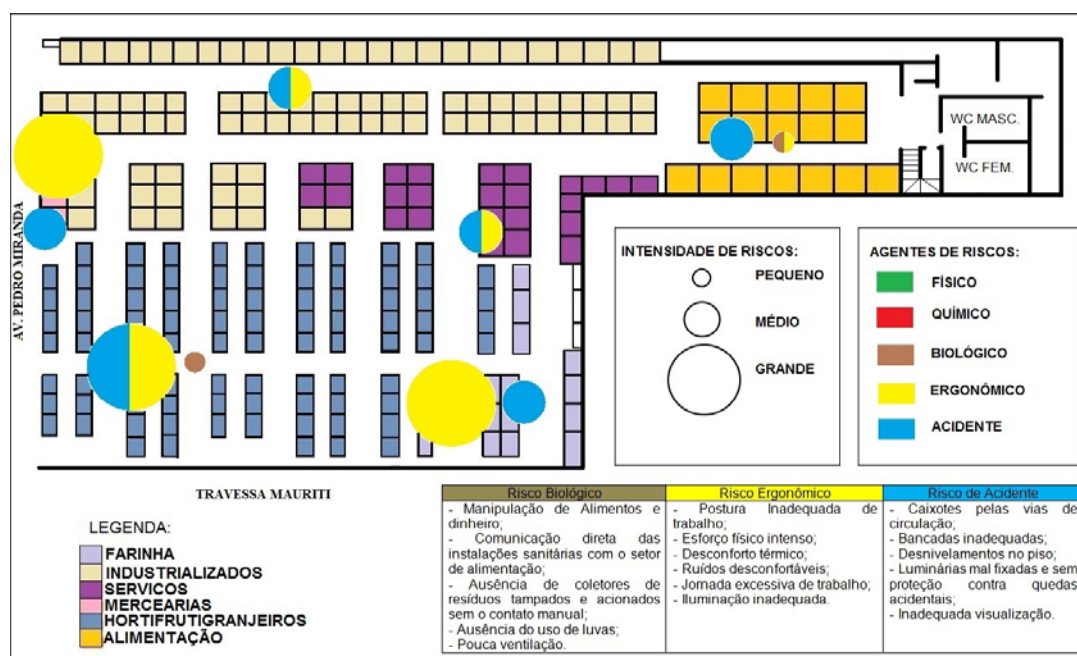 WC MASC.
WC FEM.
AV. PEDRO MIRANDA
INTENSIDADE DE RISCOS:
PEQUENO
MÉDIO
GRANDE
AGENTES DE RISCOS:
FÍSICO
QUÍMICO
BIOLÓGICO
ERGONÔMICO
ACIDENTE
TRAVESSA MAURITI
LEGENDA:
FARINHA
INDUSTRIALIZADOS
SERVICOS
MERCEARIAS
HORTIFRUTIGRANJEIROS
ALIMENTAÇÃO
Risco Biológico
- Manipulação de Alimentos e
dinheiro;
- Comunicação direta das
instalações sanitárias com o setor
de alimentação;
- Ausência de coletores de
resíduos tampados e acionados
sem o contato manual;
- Ausência do uso de luvas;
- Pouca ventilação.
Risco Ergonômico
- Postura Inadequada de
trabalho;
- Esforço físico intenso;
- Desconforto térmico;
- Ruídos desconfortáveis;
- Jornada excessiva de trabalho;
- Iluminação inadequada.
Risco de Acidente
- Caixotes pelas vias de
circulação;
- Bancadas inadequadas;
- Desnivelamentos no piso;
- Luminárias mal fixadas e sem
proteção contra quedas
acidentais;
- Inadequada visualização.